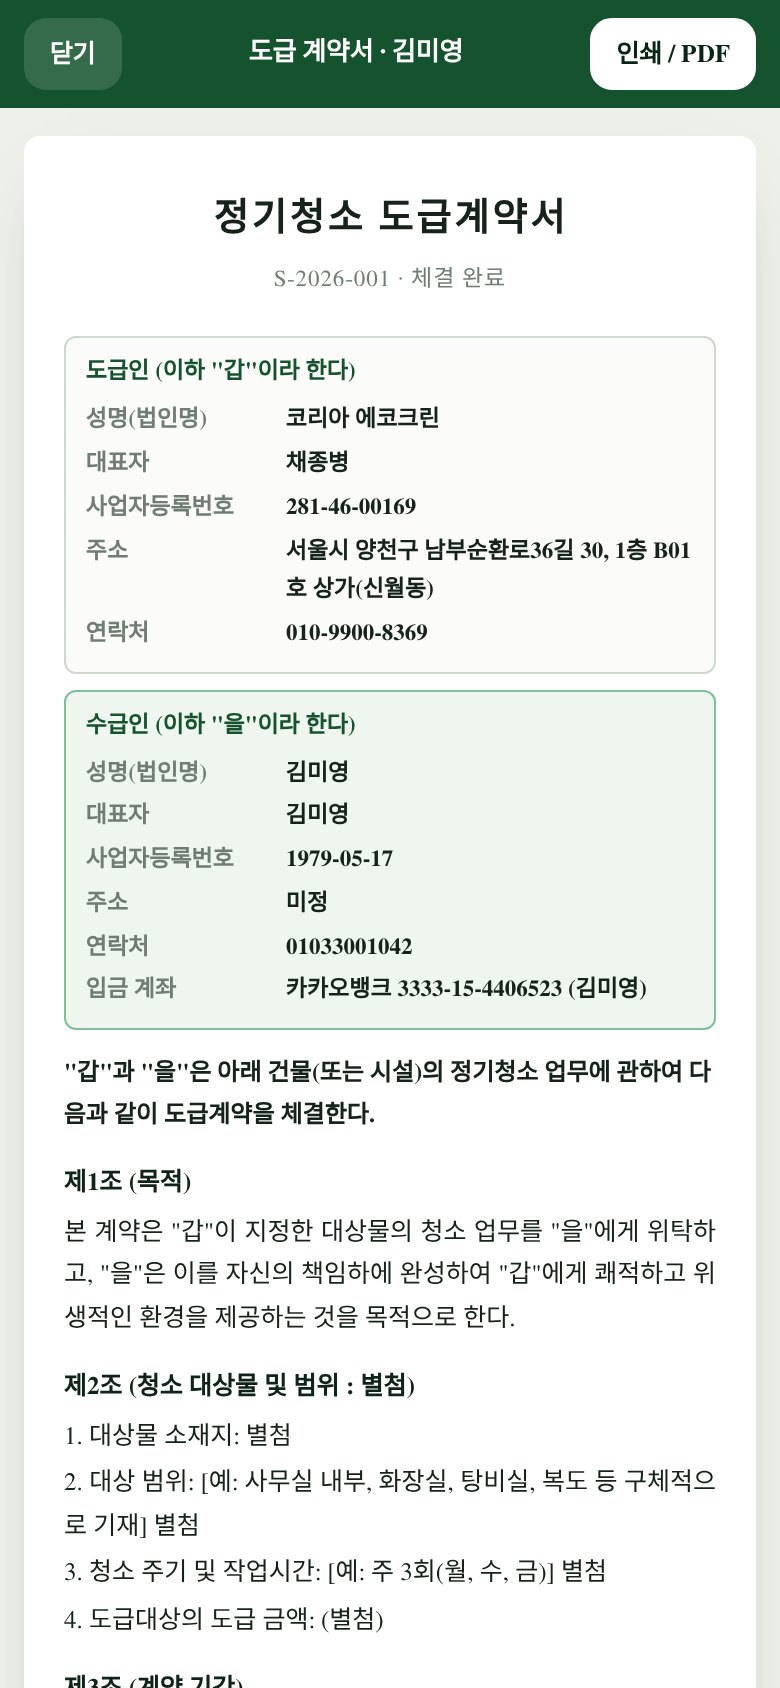 닫기
도급 계약서 · 김미영
인쇄 / PDF
정기청소 도급계약서
S-2026-001 · 체결 완료
도급인 (이하 "갑"이라 한다)
성명(법인명) 코리아 에코크린
대표자 채종병
사업자등록번호 281-46-00169
주소 서울시 양천구 남부순환로36길 30, 1층 B01
호 상가(신월동)
연락처 010-9900-8369
수급인 (이하 "을"이라 한다)
성명(법인명) 김미영
대표자 김미영
사업자등록번호 1979-05-17
주소 미정
연락처 01033001042
입금 계좌 카카오뱅크 3333-15-4406523 (김미영)
"갑"과 "을"은 아래 건물(또는 시설)의 정기청소 업무에 관하여 다
음과 같이 도급계약을 체결한다.
제1조 (목적)
본 계약은 "갑"이 지정한 대상물의 청소 업무를 "을"에게 위탁하
고, "을"은 이를 자신의 책임하에 완성하여 "갑"에게 쾌적하고 위
생적인 환경을 제공하는 것을 목적으로 한다.
제2조 (청소 대상물 및 범위 : 별첨)
1. 대상물 소재지: 별첨
2. 대상 범위: [예: 사무실 내부, 화장실, 탕비실, 복도 등 구체적으
로 기재] 별첨
3. 청소 주기 및 작업시간: [예: 주 3회(월, 수, 금)] 별첨
4. 도급대상의 도급 금액: (별첨)
제3조 (계약 기간)